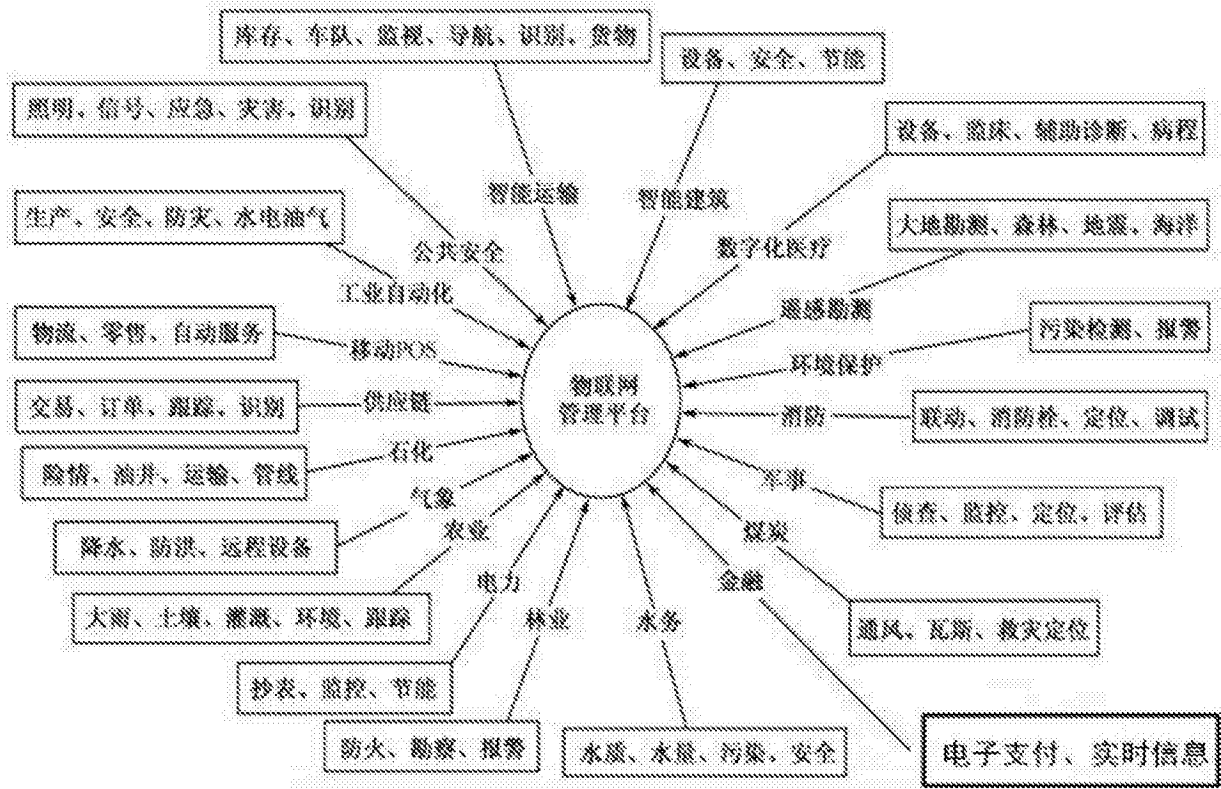 库存、车队、监视、导航、识别、货物
设备、安全、节能
照明、信号、应急、灾害、识别
设备、监床、辅助诊断、病程
智能运输
智能建筑
生产、安全、防灾、水电油气
大地勘测、森林、地震、海洋
公共安全
数字化医疗
工业自动化
遥感勘测
物流、零售、自动服务
移动POS
环境保护
污染检测、报警
物联网
管理平台
交易、订单、跟踪、识别
供应链
消防
联动、消防栓、定位、调试
险情、油井、运输、管线
石化
军事
侦查、监控、定位、评估
气象
降水、防洪、远程设备
农业
煤炭
大雨、土壤、灌溉、环境、跟踪
电力
金融
林业
水务
通风、瓦斯、救灾定位
抄表、监控、节能
防火、勘察、报警
水质、水量、污染、安全
电子支付、实时信息